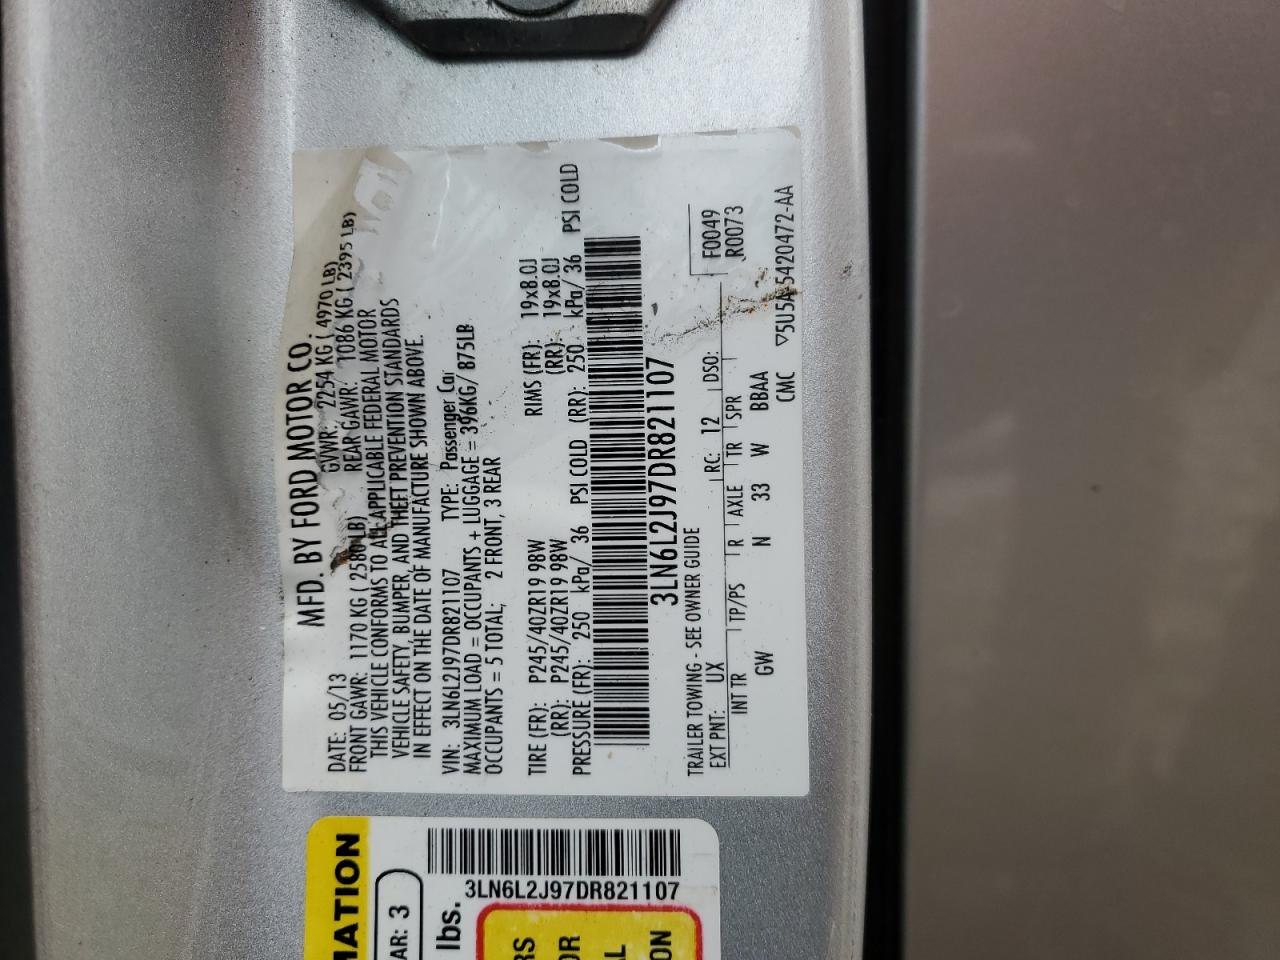 MFD. BY FORD MOTOR CO.
DATE: 05/13 GVWR: 2254 KG ( 4970 LB)
FRONT GAWR: 1170 KG ( 2580 LB) REAR GAWR: 1086 KG ( 2395 LB)
THIS VEHICLE CONFORMS TO ALL APPLICABLE FEDERAL MOTOR
VEHICLE SAFETY, BUMPER, AND THEFT PREVENTION STANDARDS
IN EFFECT ON THE DATE OF MANUFACTURE SHOWN ABOVE.
VIN: 3LN6L2J97DR821107 TYPE: Passenger Car
MAXIMUM LOAD = OCCUPANTS + LUGGAGE = 396KG/ 875LB
OCCUPANTS = 5 TOTAL; 2 FRONT, 3 REAR
TIRE (FR): P245/40ZR19 98W RIMS (FR): 19x8.0J
(RR): P245/40ZR19 98W (RR): 19x8.0J
PRESSURE (FR): 250 kPa/ 36 PSI COLD (RR): 250 kPa/ 36 PSI COLD
3LN6L2J97DR821107
TRAILER TOWING - SEE OWNER GUIDE F0049
EXT PNT: UX RC: 12 DSO: R0073
INT TR TP/PS R AXLE TR SPR
GW N 33 W BBAA
CMC ▽5U5A-5420472-AA
MATION
AR: 3
lbs.
3LN6L2J97DR821107
RS
OR
AL
ON